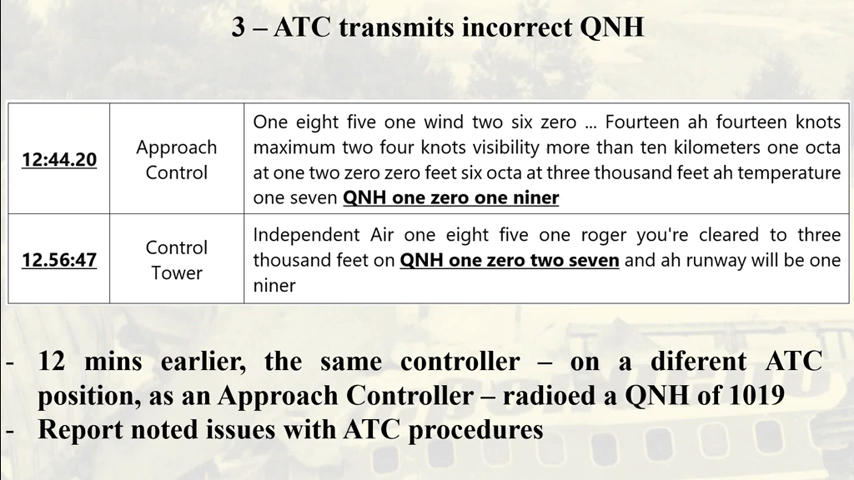 3 – ATC transmits incorrect QNH
12:44.20
Approach
Control
One eight five one wind two six zero ... Fourteen ah fourteen knots
maximum two four knots visibility more than ten kilometers one octa
at one two zero zero feet six octa at three thousand feet ah temperature
one seven QNH one zero one niner
12.56:47
Control
Tower
Independent Air one eight five one roger you're cleared to three
thousand feet on QNH one zero two seven and ah runway will be one
niner
- 12 mins earlier, the same controller – on a diferent ATC
position, as an Approach Controller – radioed a QNH of 1019
- Report noted issues with ATC procedures